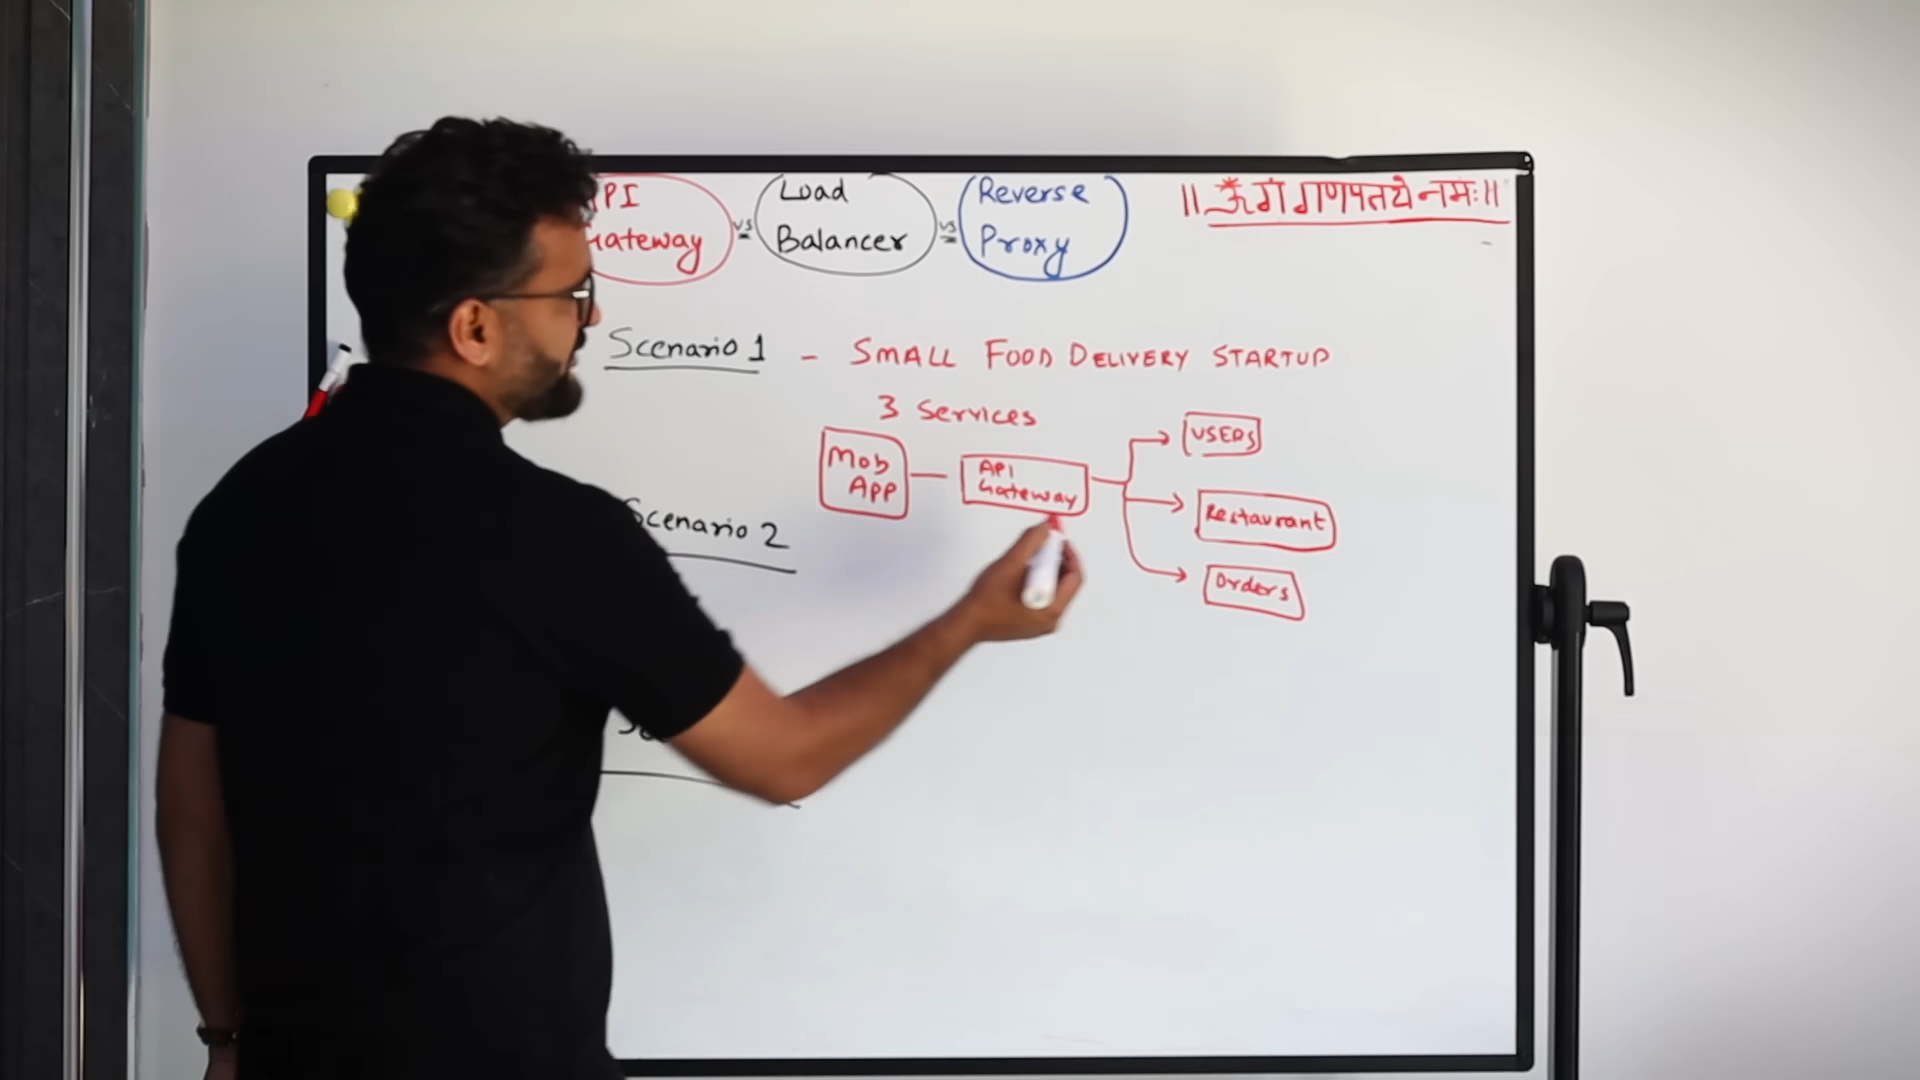 API Gateway
vs
Load Balancer
vs
Reverse Proxy
॥ ॐ गं गणपतये नमः॥
Scenario 1 - SMALL FOOD DELIVERY STARTUP
3 Services
Mob APP
API Gateway
USERS
Restaurant
Orders
Scenario 2